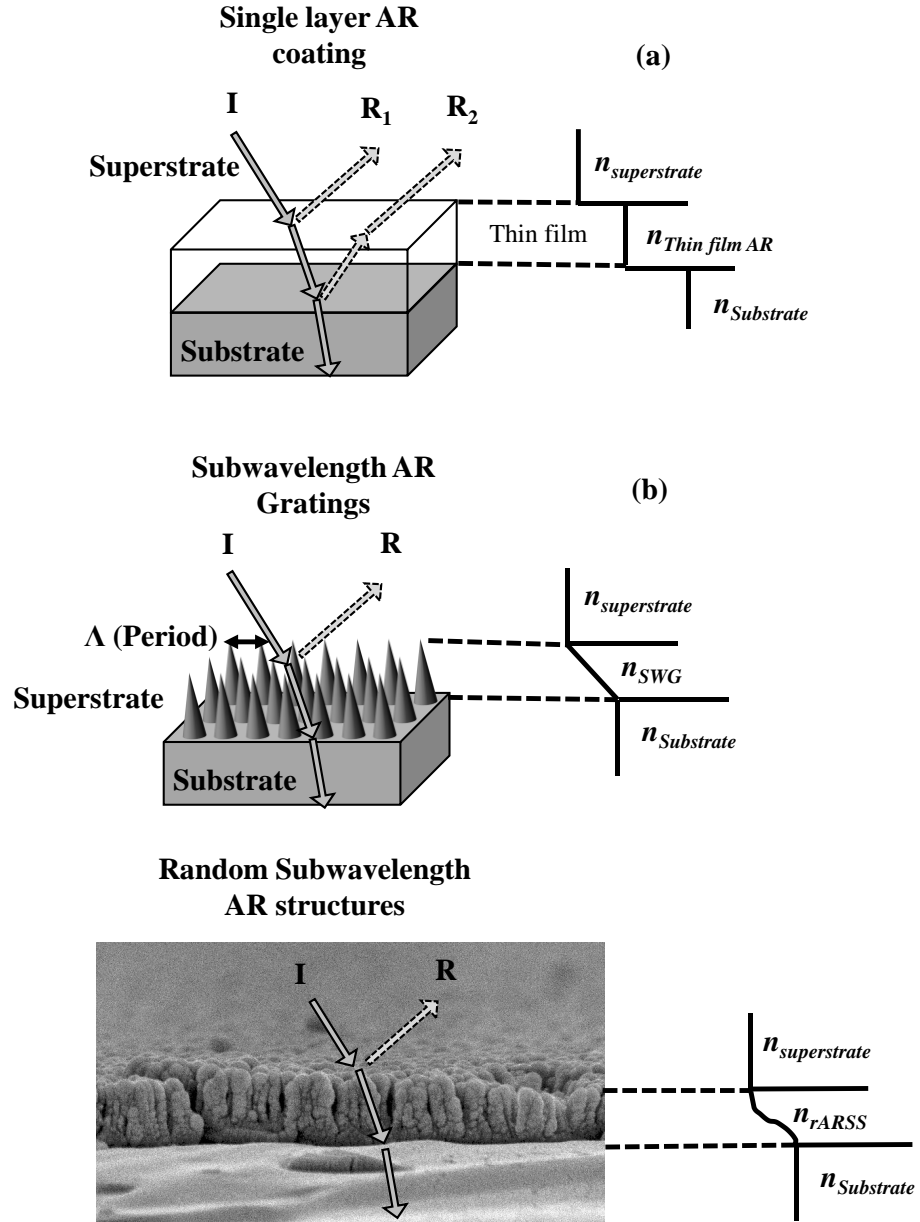 Single layer AR
coating
(a)
I
R1
R2
Superstrate
nsuperstrate
Thin film
nThin film AR
nSubstrate
Substrate
Subwavelength AR
Gratings
(b)
I
R
nsuperstrate
Λ (Period)
nSWG
Superstrate
nSubstrate
Substrate
Random Subwavelength
AR structures
I
R
nsuperstrate
nrARSS
nSubstrate